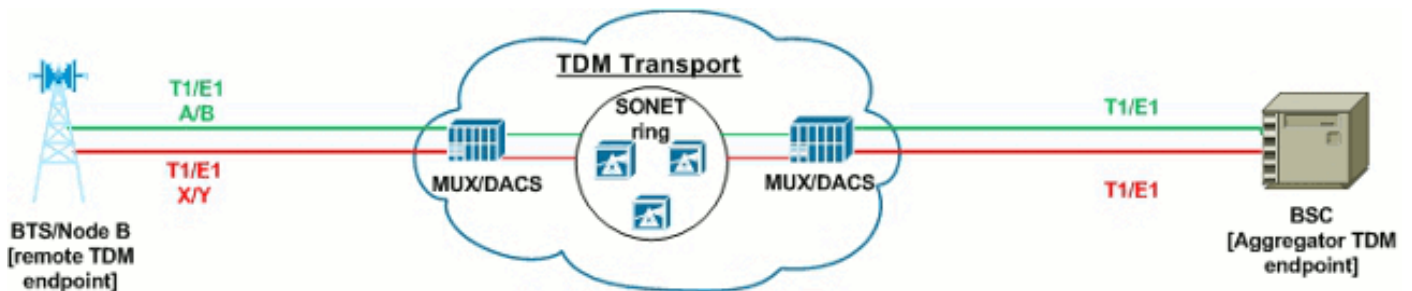 TDM Transport
T1/E1
A/B
SONET
ring
T1/E1
MUX/DACS
MUX/DACS
T1/E1
X/Y
T1/E1
BTS/Node B
[remote TDM
endpoint]
BSC
[Aggregator TDM
endpoint]